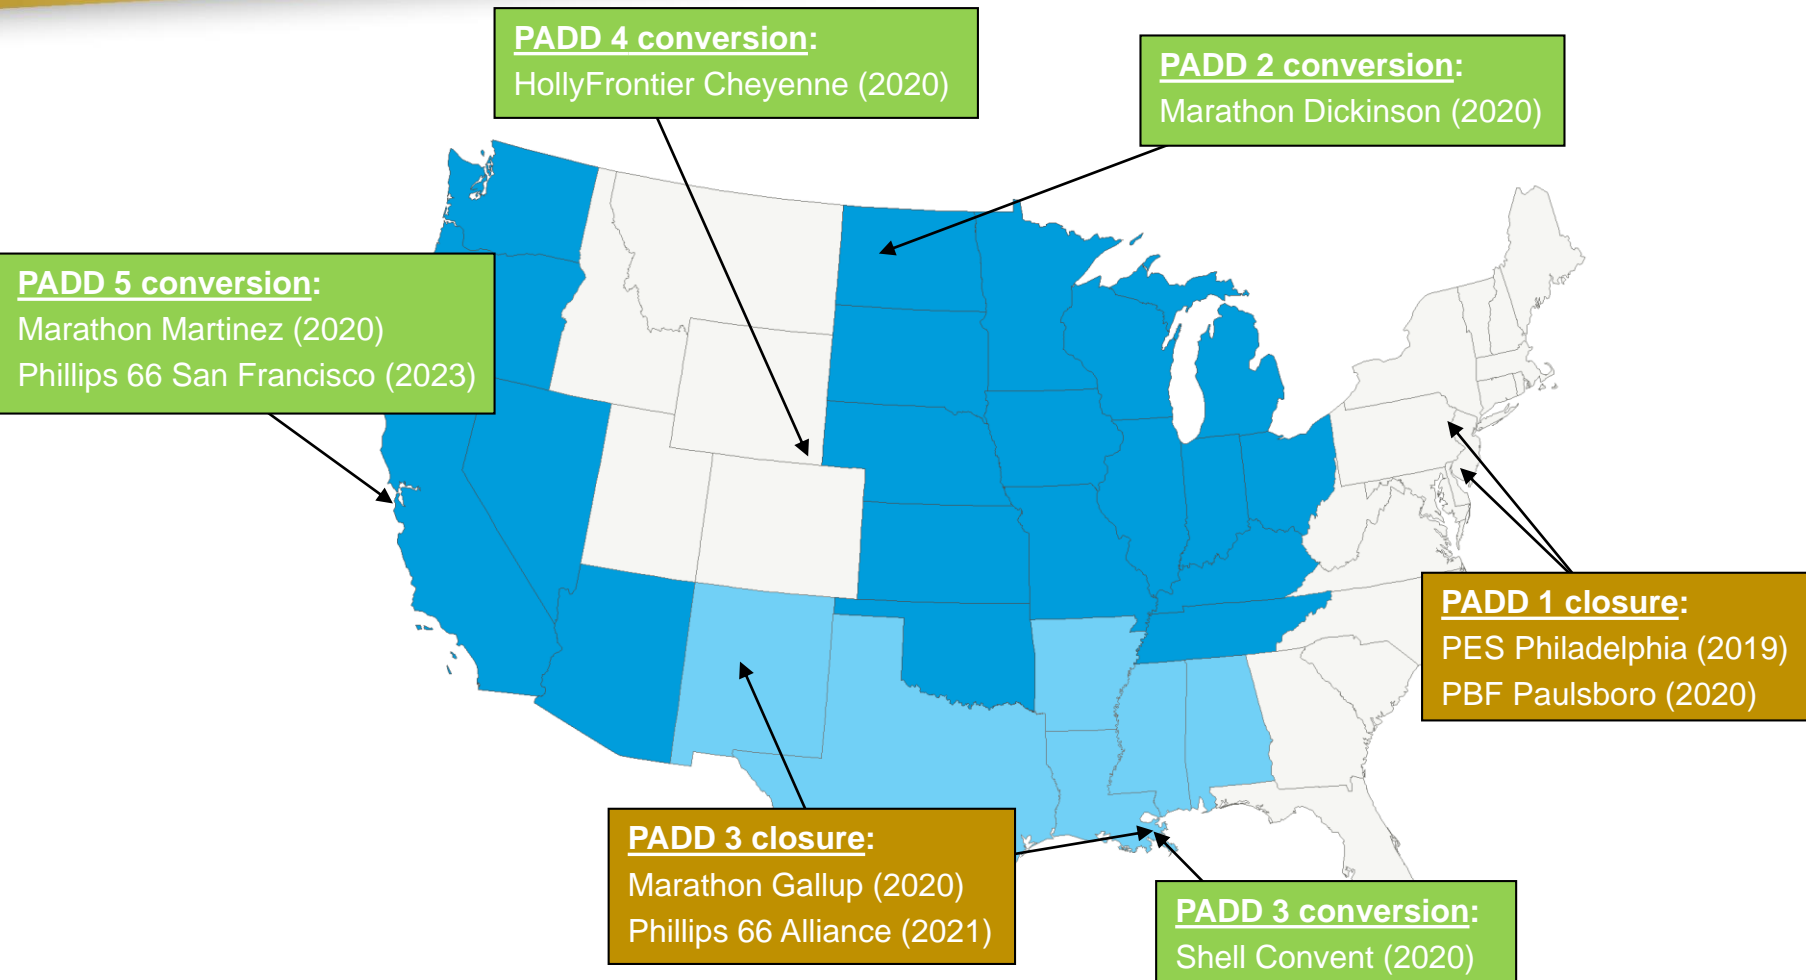 PADD 4 conversion:
HollyFrontier Cheyenne (2020)
PADD 2 conversion:
Marathon Dickinson (2020)
PADD 5 conversion:
Marathon Martinez (2020)
Phillips 66 San Francisco (2023)
PADD 1 closure:
PES Philadelphia (2019)
PBF Paulsboro (2020)
PADD 3 closure:
Marathon Gallup (2020)
Phillips 66 Alliance (2021)
PADD 3 conversion:
Shell Convent (2020)